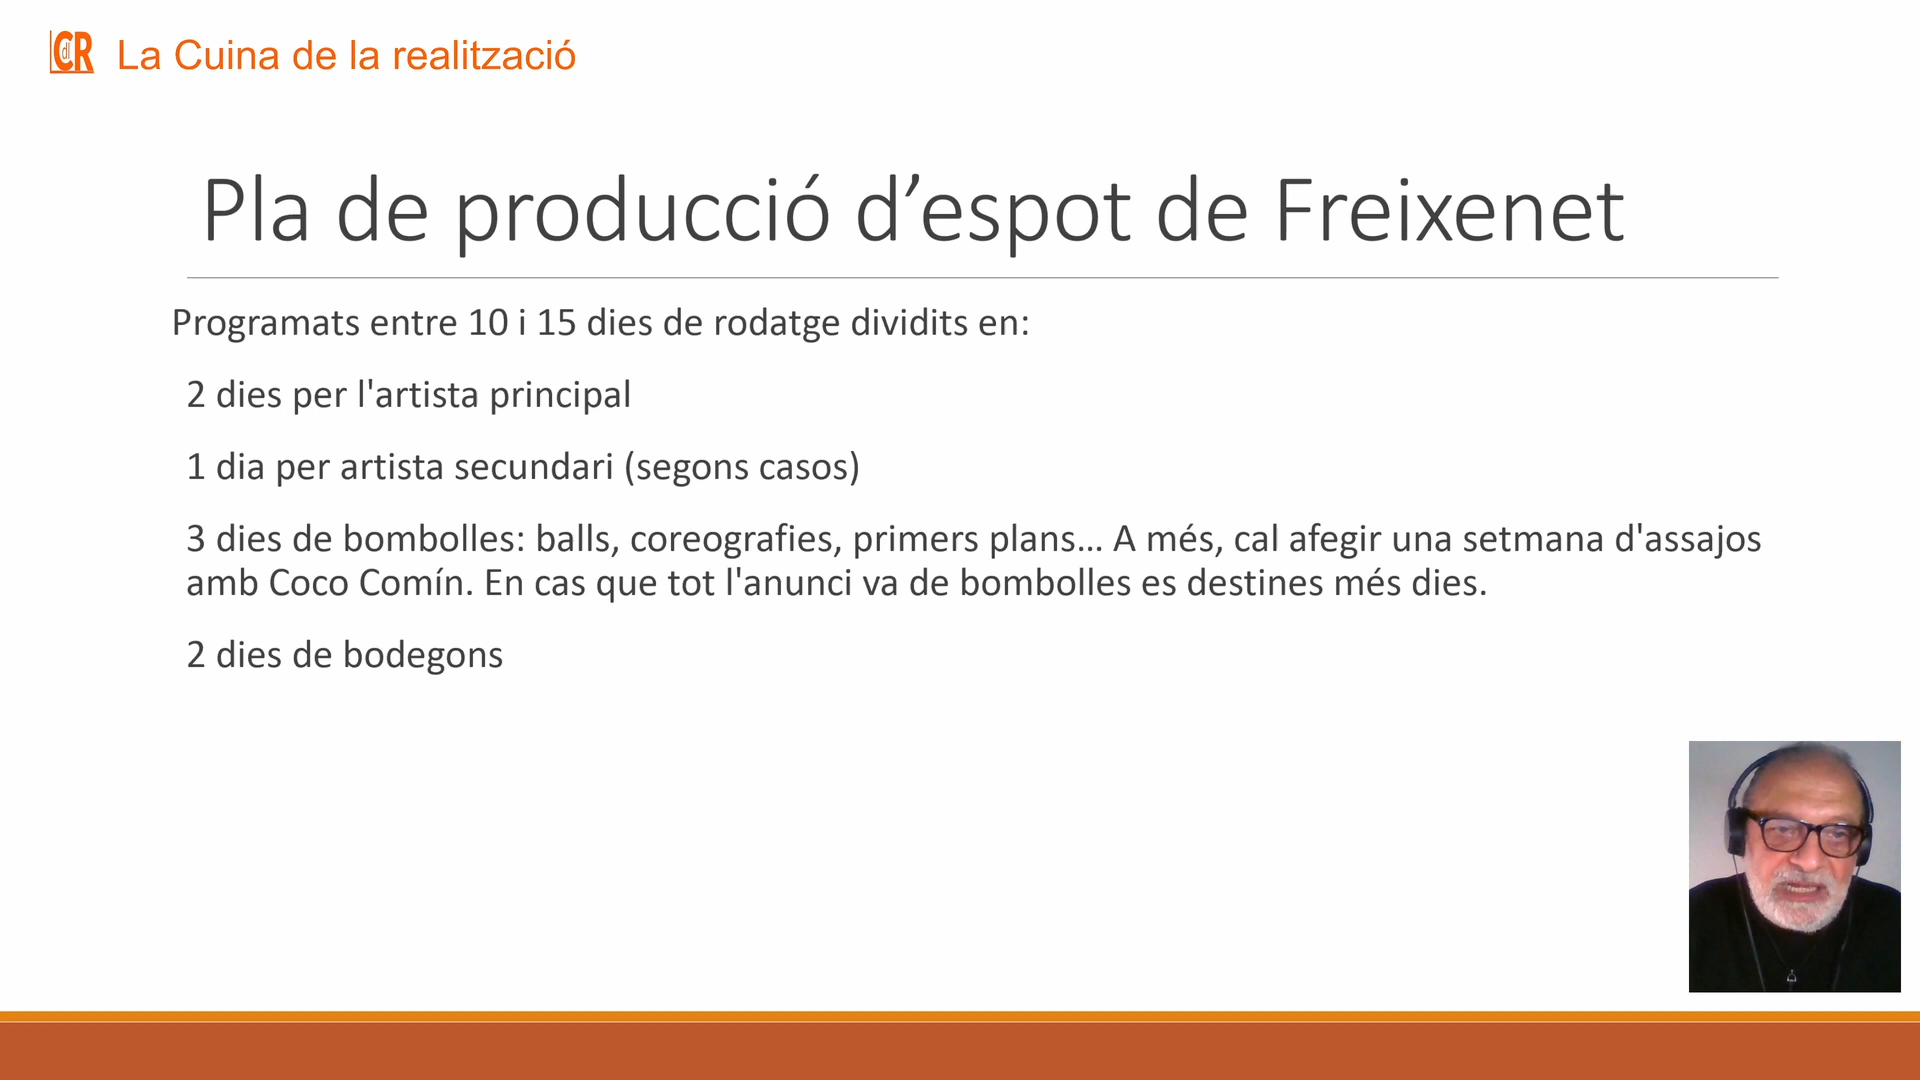 CdlR La Cuina de la realització
Pla de producció d’espot de Freixenet
Programats entre 10 i 15 dies de rodatge dividits en:
2 dies per l'artista principal
1 dia per artista secundari (segons casos)
3 dies de bombolles: balls, coreografies, primers plans... A més, cal afegir una setmana d'assajos
amb Coco Comín. En cas que tot l'anunci va de bombolles es destines més dies.
2 dies de bodegons